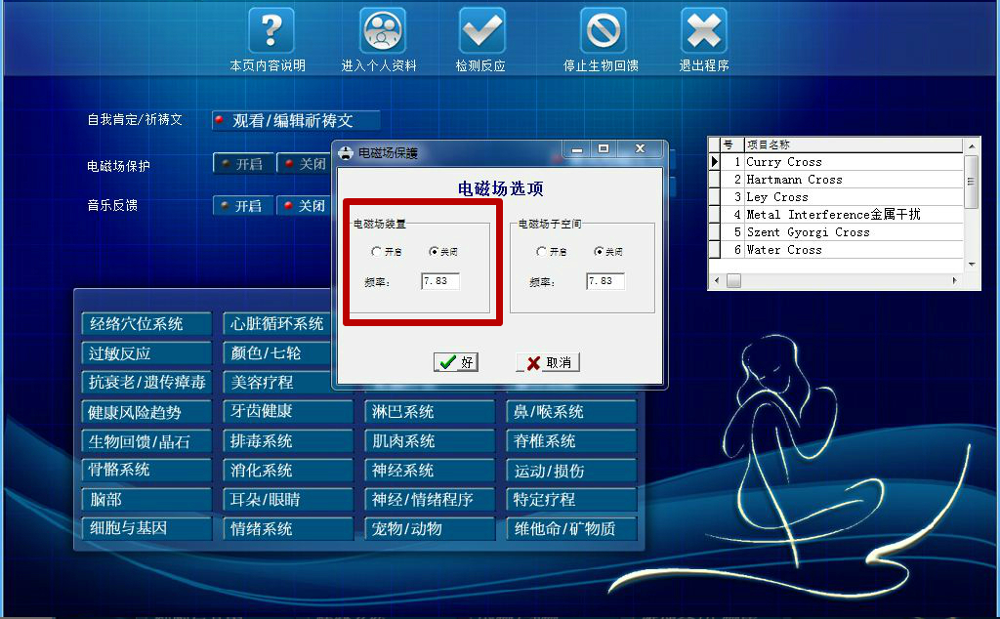 本页内容说明 进入个人资料 检测反应 停止生物回馈 退出程序
自我肯定/祈祷文 观看/编辑祈祷文
电磁场保护 开启 关闭
音乐反馈 开启 关闭
电磁场保護
电磁场选项
电磁场装置
开启 关闭
频率: 7.83
电磁场子空间
开启 关闭
频率: 7.83
好 取消
号 项目名称
1 Curry Cross
2 Hartmann Cross
3 Ley Cross
4 Metal Interference金属干扰
5 Szent Gyorgi Cross
6 Water Cross
经络穴位系统 心脏循环系统
过敏反应 颜色/七轮
抗衰老/遗传瘴毒 美容疗程
健康风险趋势 牙齿健康 淋巴系统 鼻/喉系统
生物回馈/晶石 排毒系统 肌肉系统 脊椎系统
骨骼系统 消化系统 神经系统 运动/损伤
脑部 耳朵/眼睛 神经/情绪程序 特定疗程
细胞与基因 情绪系统 宠物/动物 维他命/矿物质